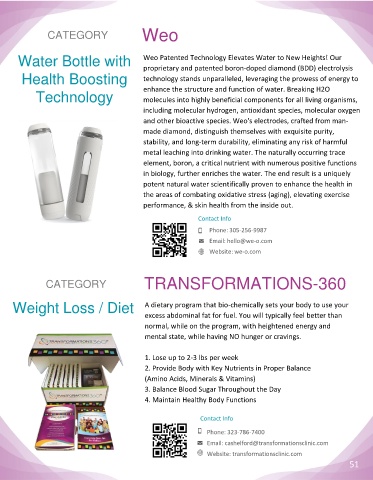 CATEGORY
Weo
Water Bottle with
Health Boosting
Technology
Weo Patented Technology Elevates Water to New Heights! Our
proprietary and patented boron-doped diamond (BDD) electrolysis
technology stands unparalleled, leveraging the prowess of energy to
enhance the structure and function of water. Breaking H2O
molecules into highly beneficial components for all living organisms,
including molecular hydrogen, antioxidant species, molecular oxygen
and other bioactive species. Weo's electrodes, crafted from man-
made diamond, distinguish themselves with exquisite purity,
stability, and long-term durability, eliminating any risk of harmful
metal leaching into drinking water. The naturally occurring trace
element, boron, a critical nutrient with numerous positive functions
in biology, further enriches the water. The end result is a uniquely
potent natural water scientifically proven to enhance the health in
the areas of combating oxidative stress (aging), elevating exercise
performance, & skin health from the inside out.
Contact Info
Phone: 305-256-9987
Email: hello@we-o.com
Website: we-o.com
CATEGORY
TRANSFORMATIONS-360
Weight Loss / Diet
A dietary program that bio-chemically sets your body to use your
excess abdominal fat for fuel. You will typically feel better than
normal, while on the program, with heightened energy and
mental state, while having NO hunger or cravings.
1. Lose up to 2-3 lbs per week
2. Provide Body with Key Nutrients in Proper Balance
(Amino Acids, Minerals & Vitamins)
3. Balance Blood Sugar Throughout the Day
4. Maintain Healthy Body Functions
Contact Info
Phone: 323-786-7400
Email: cashelford@transformationsclinic.com
Website: transformationsclinic.com
51